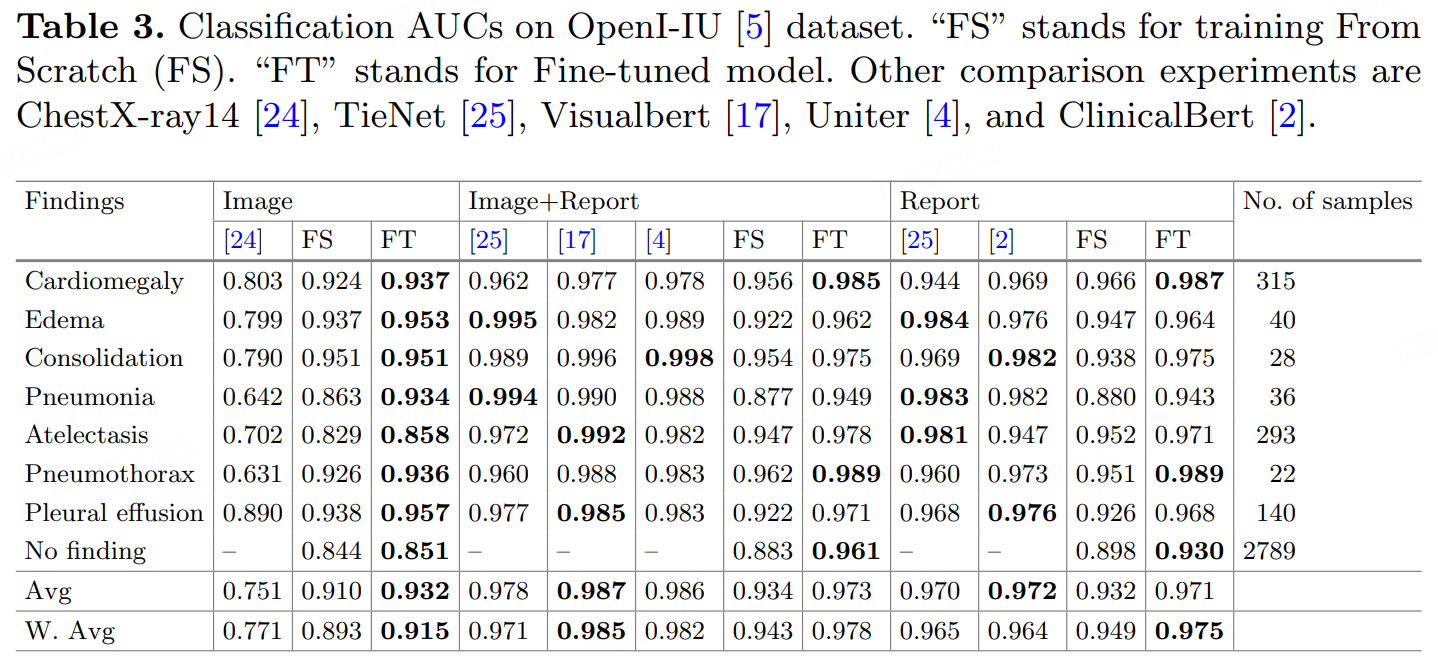 Table 3. Classification AUCs on OpenI-IU [5] dataset. “FS” stands for training From
Scratch (FS). “FT” stands for Fine-tuned model. Other comparison experiments are
ChestX-ray14 [24], TieNet [25], Visualbert [17], Uniter [4], and ClinicalBert [2].
Findings Image Image+Report Report No. of samples
[24] FS FT [25] [17] [4] FS FT [25] [2] FS FT
Cardiomegaly 0.803 0.924 0.937 0.962 0.977 0.978 0.956 0.985 0.944 0.969 0.966 0.987 315
Edema 0.799 0.937 0.953 0.995 0.982 0.989 0.922 0.962 0.984 0.976 0.947 0.964 40
Consolidation 0.790 0.951 0.951 0.989 0.996 0.998 0.954 0.975 0.969 0.982 0.938 0.975 28
Pneumonia 0.642 0.863 0.934 0.994 0.990 0.988 0.877 0.949 0.983 0.982 0.880 0.943 36
Atelectasis 0.702 0.829 0.858 0.972 0.992 0.982 0.947 0.978 0.981 0.947 0.952 0.971 293
Pneumothorax 0.631 0.926 0.936 0.960 0.988 0.983 0.962 0.989 0.960 0.973 0.951 0.989 22
Pleural effusion 0.890 0.938 0.957 0.977 0.985 0.983 0.922 0.971 0.968 0.976 0.926 0.968 140
No finding – 0.844 0.851 – – – 0.883 0.961 – – 0.898 0.930 2789
Avg 0.751 0.910 0.932 0.978 0.987 0.986 0.934 0.973 0.970 0.972 0.932 0.971
W. Avg 0.771 0.893 0.915 0.971 0.985 0.982 0.943 0.978 0.965 0.964 0.949 0.975